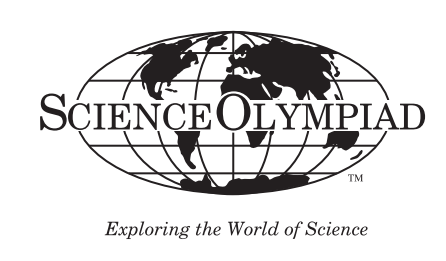 SCIENCE OLYMPIAD
TM
Exploring the World of Science